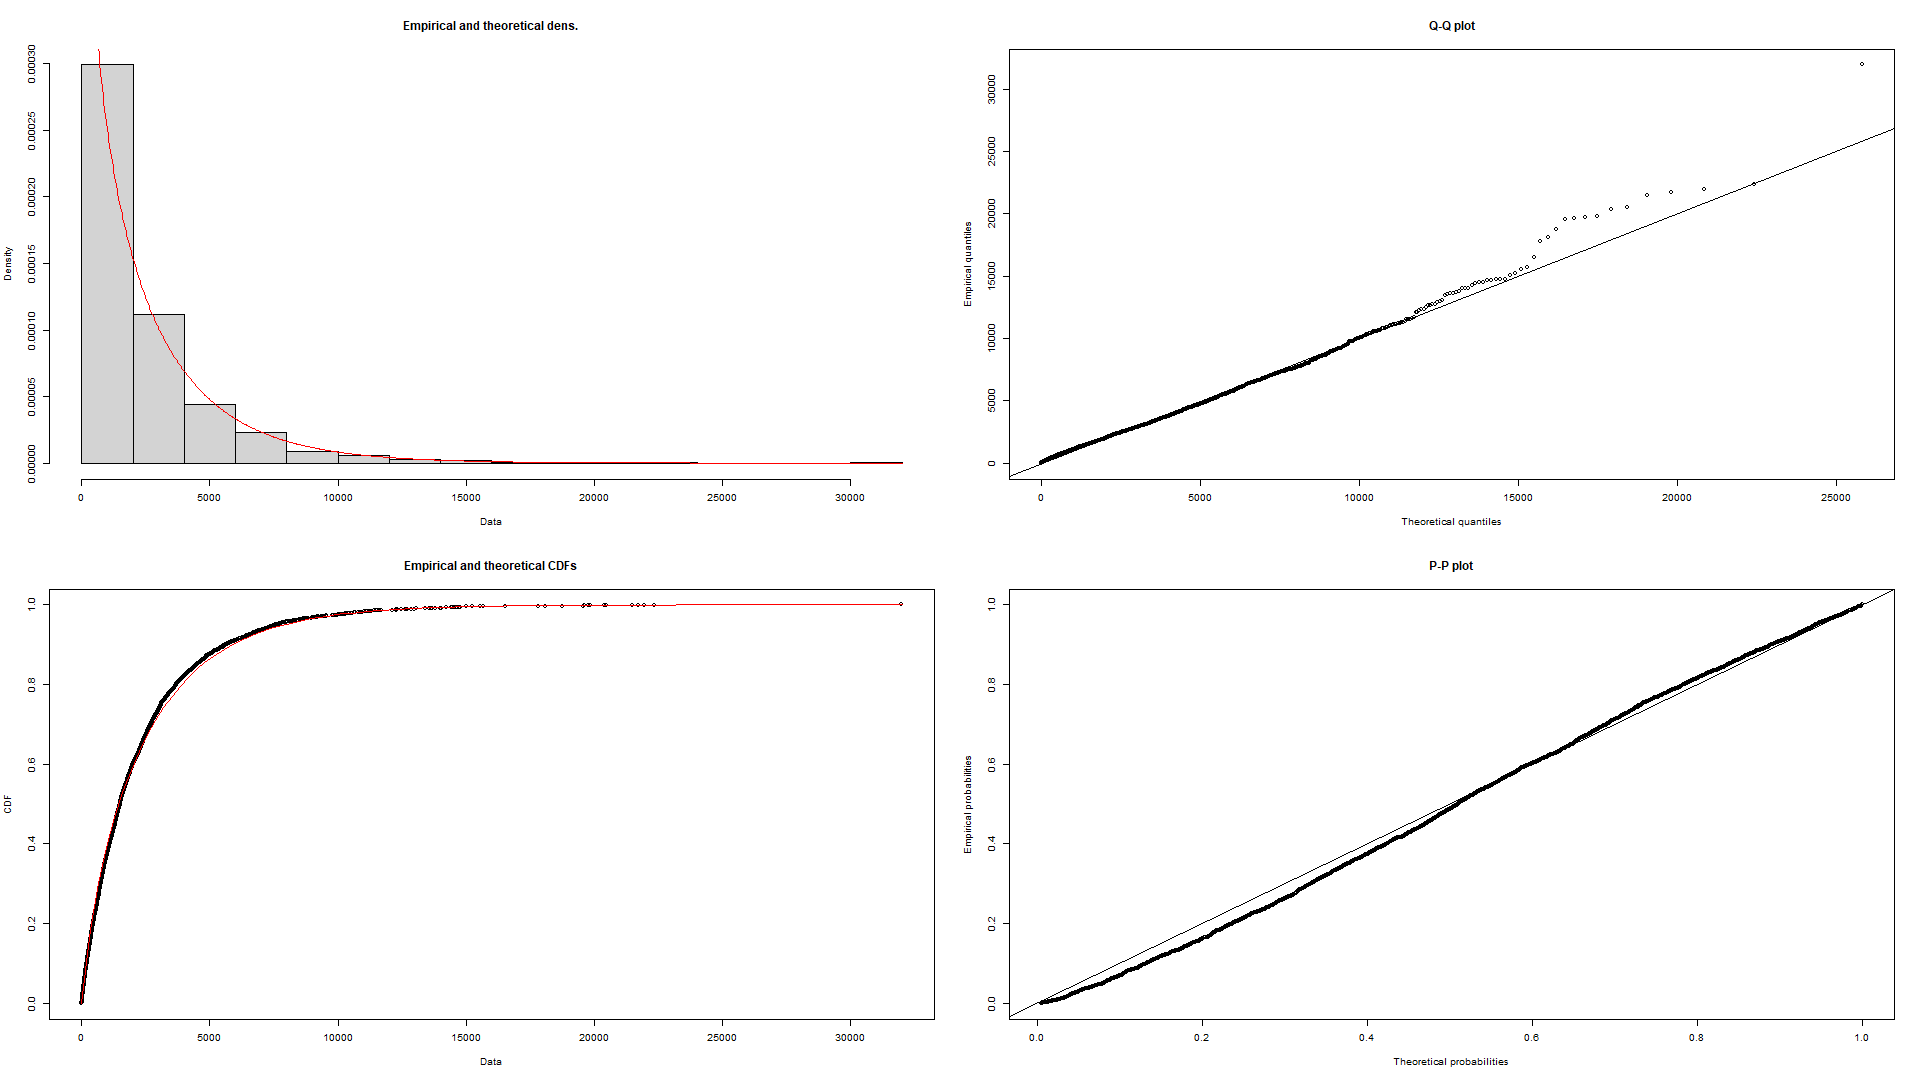 Empirical and theoretical dens.
Density
0.00000 0.00005 0.00010 0.00015 0.00020 0.00025 0.00030
0 5000 10000 15000 20000 25000 30000
Data
Q-Q plot
Empirical quantiles
0 5000 10000 15000 20000 25000 30000
0 5000 10000 15000 20000 25000
Theoretical quantiles
Empirical and theoretical CDFs
CDF
0.0 0.2 0.4 0.6 0.8 1.0
0 5000 10000 15000 20000 25000 30000
Data
P-P plot
Empirical probabilities
0.0 0.2 0.4 0.6 0.8 1.0
0.0 0.2 0.4 0.6 0.8 1.0
Theoretical probabilities